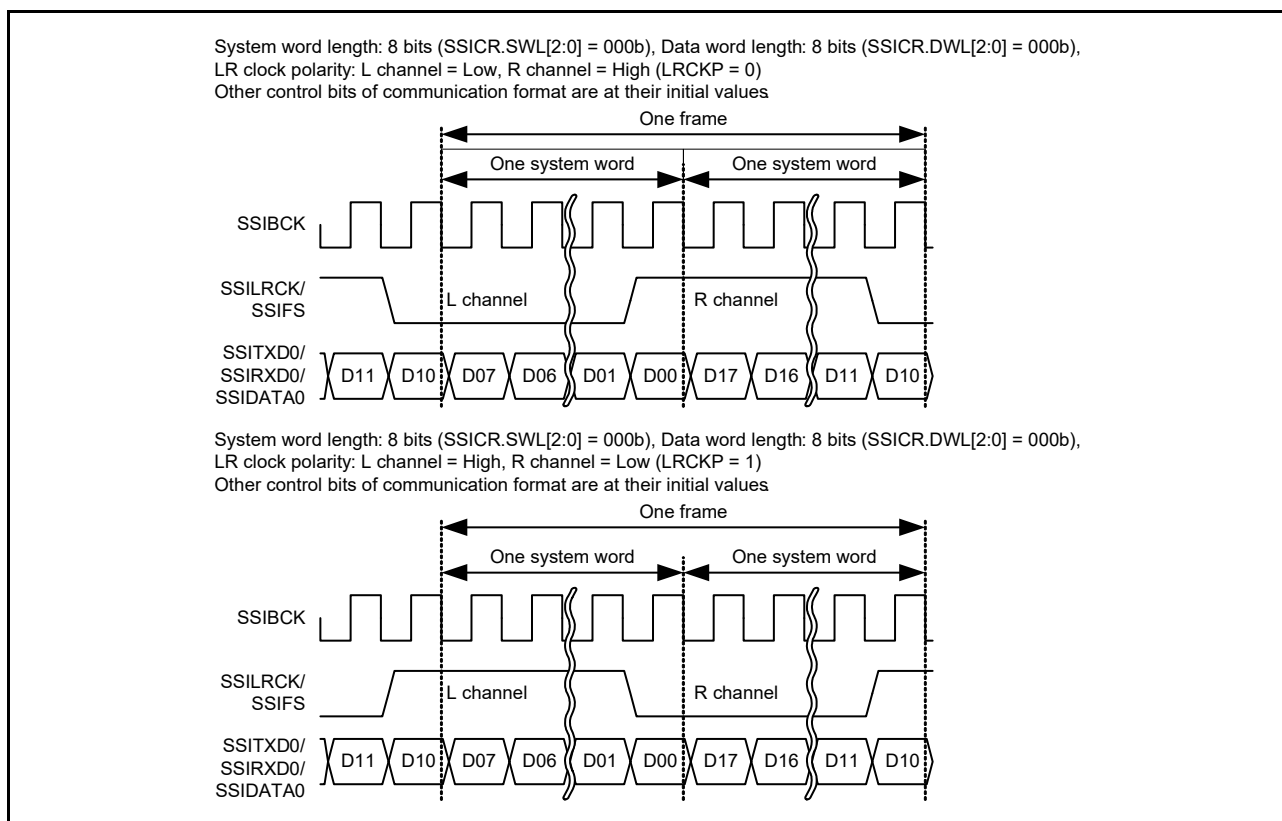 System word length: 8 bits (SSICR.SWL[2:0] = 000b), Data word length: 8 bits (SSICR.DWL[2:0] = 000b),
LR clock polarity: L channel = Low, R channel = High (LRCKP = 0)
Other control bits of communication format are at their initial values.
One frame
One system word One system word
SSIBCK
SSILRCK/
SSIFS
L channel R channel
SSITXD0/
SSIRXD0/
SSIDATA0
D11 D10 D07 D06 D01 D00 D17 D16 D11 D10
System word length: 8 bits (SSICR.SWL[2:0] = 000b), Data word length: 8 bits (SSICR.DWL[2:0] = 000b),
LR clock polarity: L channel = High, R channel = Low (LRCKP = 1)
Other control bits of communication format are at their initial values.
One frame
One system word One system word
SSIBCK
SSILRCK/
SSIFS
L channel R channel
SSITXD0/
SSIRXD0/
SSIDATA0
D11 D10 D07 D06 D01 D00 D17 D16 D11 D10